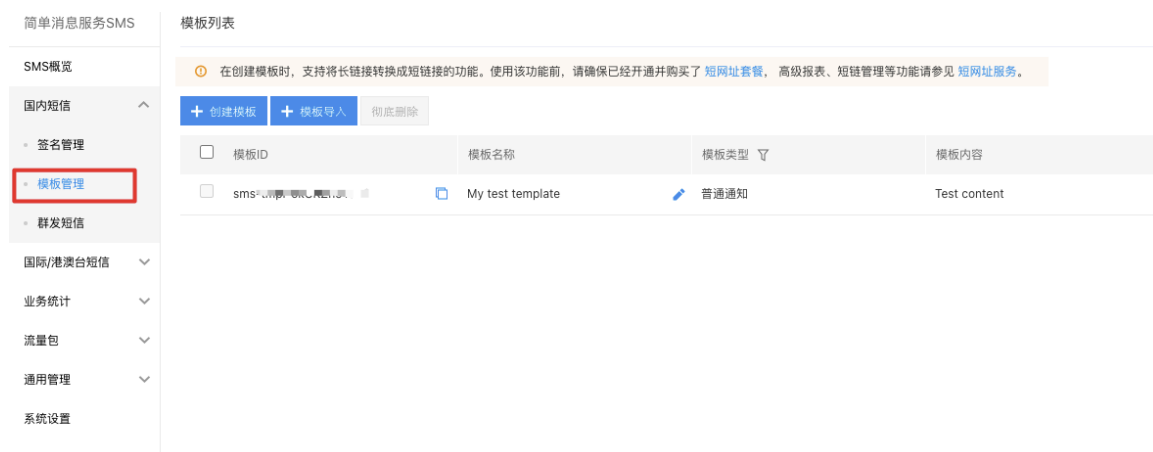 简单消息服务SMS
模板列表
SMS概览
在创建模板时，支持将长链接转换成短链接的功能。使用该功能前，请确保已经开通并购买了 短网址套餐， 高级报表、短链管理等功能请参见 短网址服务。
国内短信
创建模板 模板导入 彻底删除
签名管理
模板ID 模板名称 模板类型 模板内容
模板管理
My test template 普通通知 Test content
群发短信
国际/港澳台短信
业务统计
流量包
通用管理
系统设置